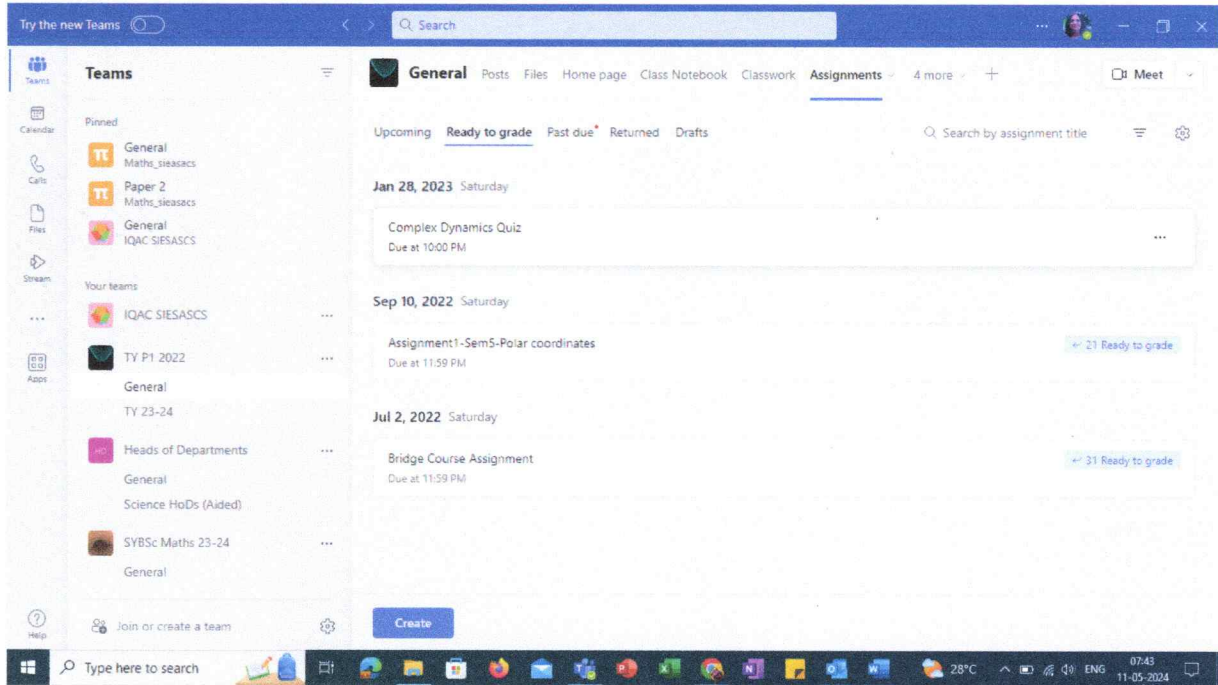 Try the new Teams
Search
Teams
Calendar
Calls
Files
Stream
Apps
Help
Teams
Pinned
General
Maths_sieasacs
Paper 2
Maths_sieasacs
General
IQAC SIESASCS
Your teams
IQAC SIESASCS
TY P1 2022
General
TY 23-24
Heads of Departments
General
Science HoDs (Aided)
SYBSc Maths 23-24
General
Join or create a team
General Posts Files Home page Class Notebook Classwork Assignments 4 more Meet
Upcoming Ready to grade Past due Returned Drafts Search by assignment title
Jan 28, 2023 Saturday
Complex Dynamics Quiz
Due at 10:00 PM
Sep 10, 2022 Saturday
Assignment1-Sem5-Polar coordinates
21 Ready to grade
Due at 11:59 PM
Jul 2, 2022 Saturday
Bridge Course Assignment
31 Ready to grade
Due at 11:59 PM
Create
Type here to search
28°C
ENG
07:43
11-05-2024